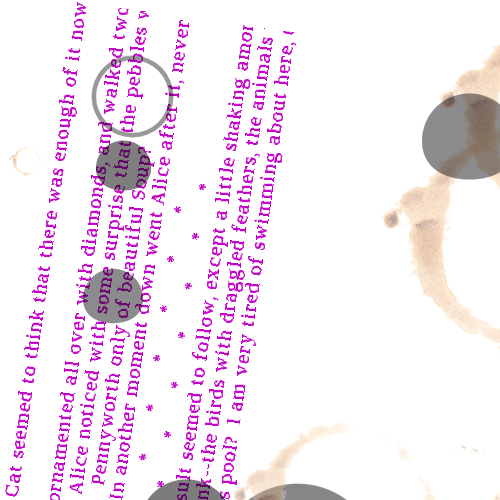 Cat seemed to think that there was enough of it now
ornamented all over with diamonds, and walked two
Alice noticed with some surprise that the pebbles
Pennyworth only of beautiful Soup?
In another moment down went Alice after it, never
* * * * * *
* * * * * * *
sult seemed to follow, except a little shaking
nk--the birds with draggled feathers, the animals
s pool? I am very tired of swimming about here,